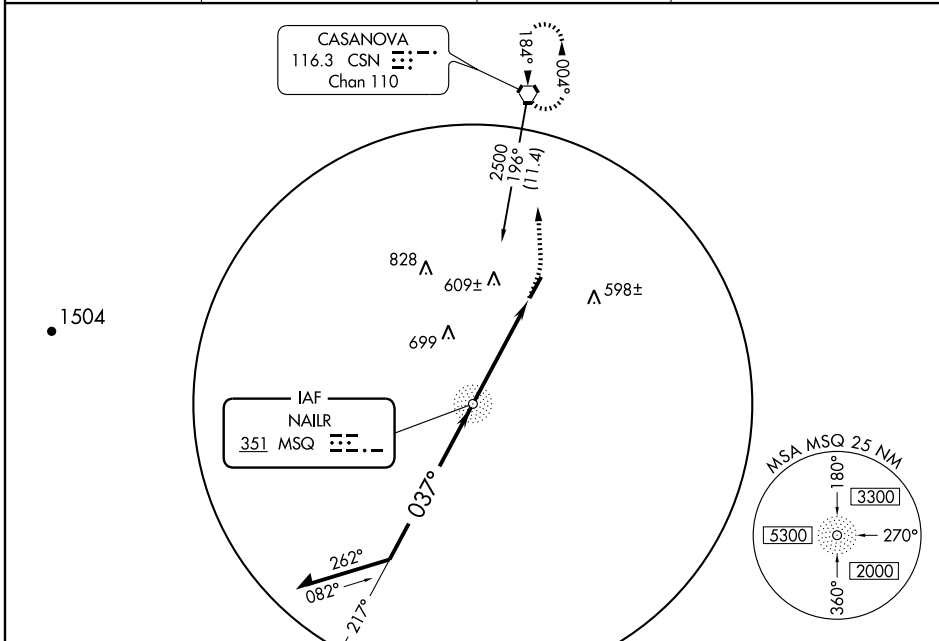 CASANOVA
116.3 CSN
Chan 110
184°
004°
2500
196°
(11.4)
828
609±
598±
1504
699
IAF
NAILR
351 MSQ
037°
262°
082°
217°
MSA MSQ 25 NM
180°
3300
5300
270°
2000
360°